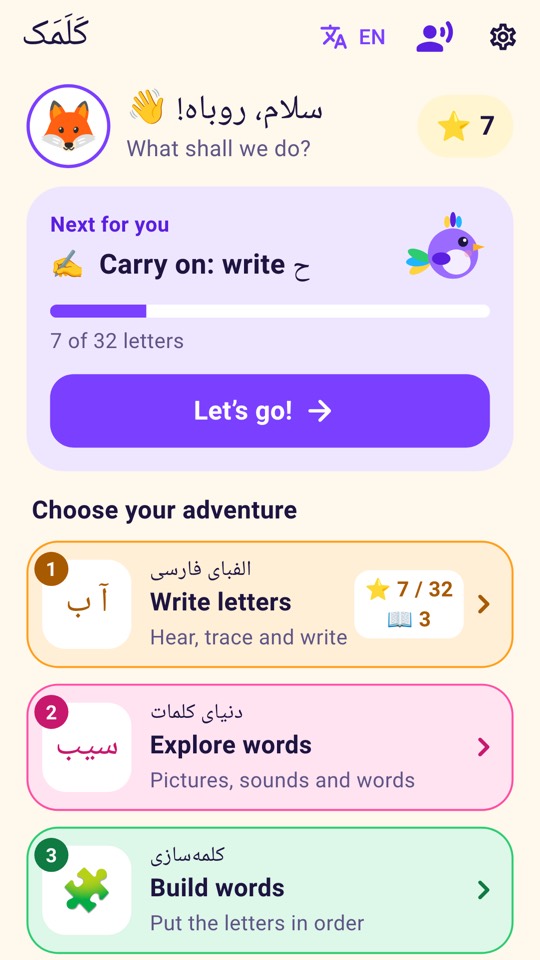 کَلَمَک
EN
سلام، روباه! 👋
What shall we do?
⭐ 7
Next for you
✍️ Carry on: write ح
7 of 32 letters
Let’s go! →
Choose your adventure
1
آ ب
الفبای فارسی
Write letters
Hear, trace and write
⭐ 7 / 32
📖 3
2
سیب
دنیای کلمات
Explore words
Pictures, sounds and words
3
کلمه‌سازی
Build words
Put the letters in order